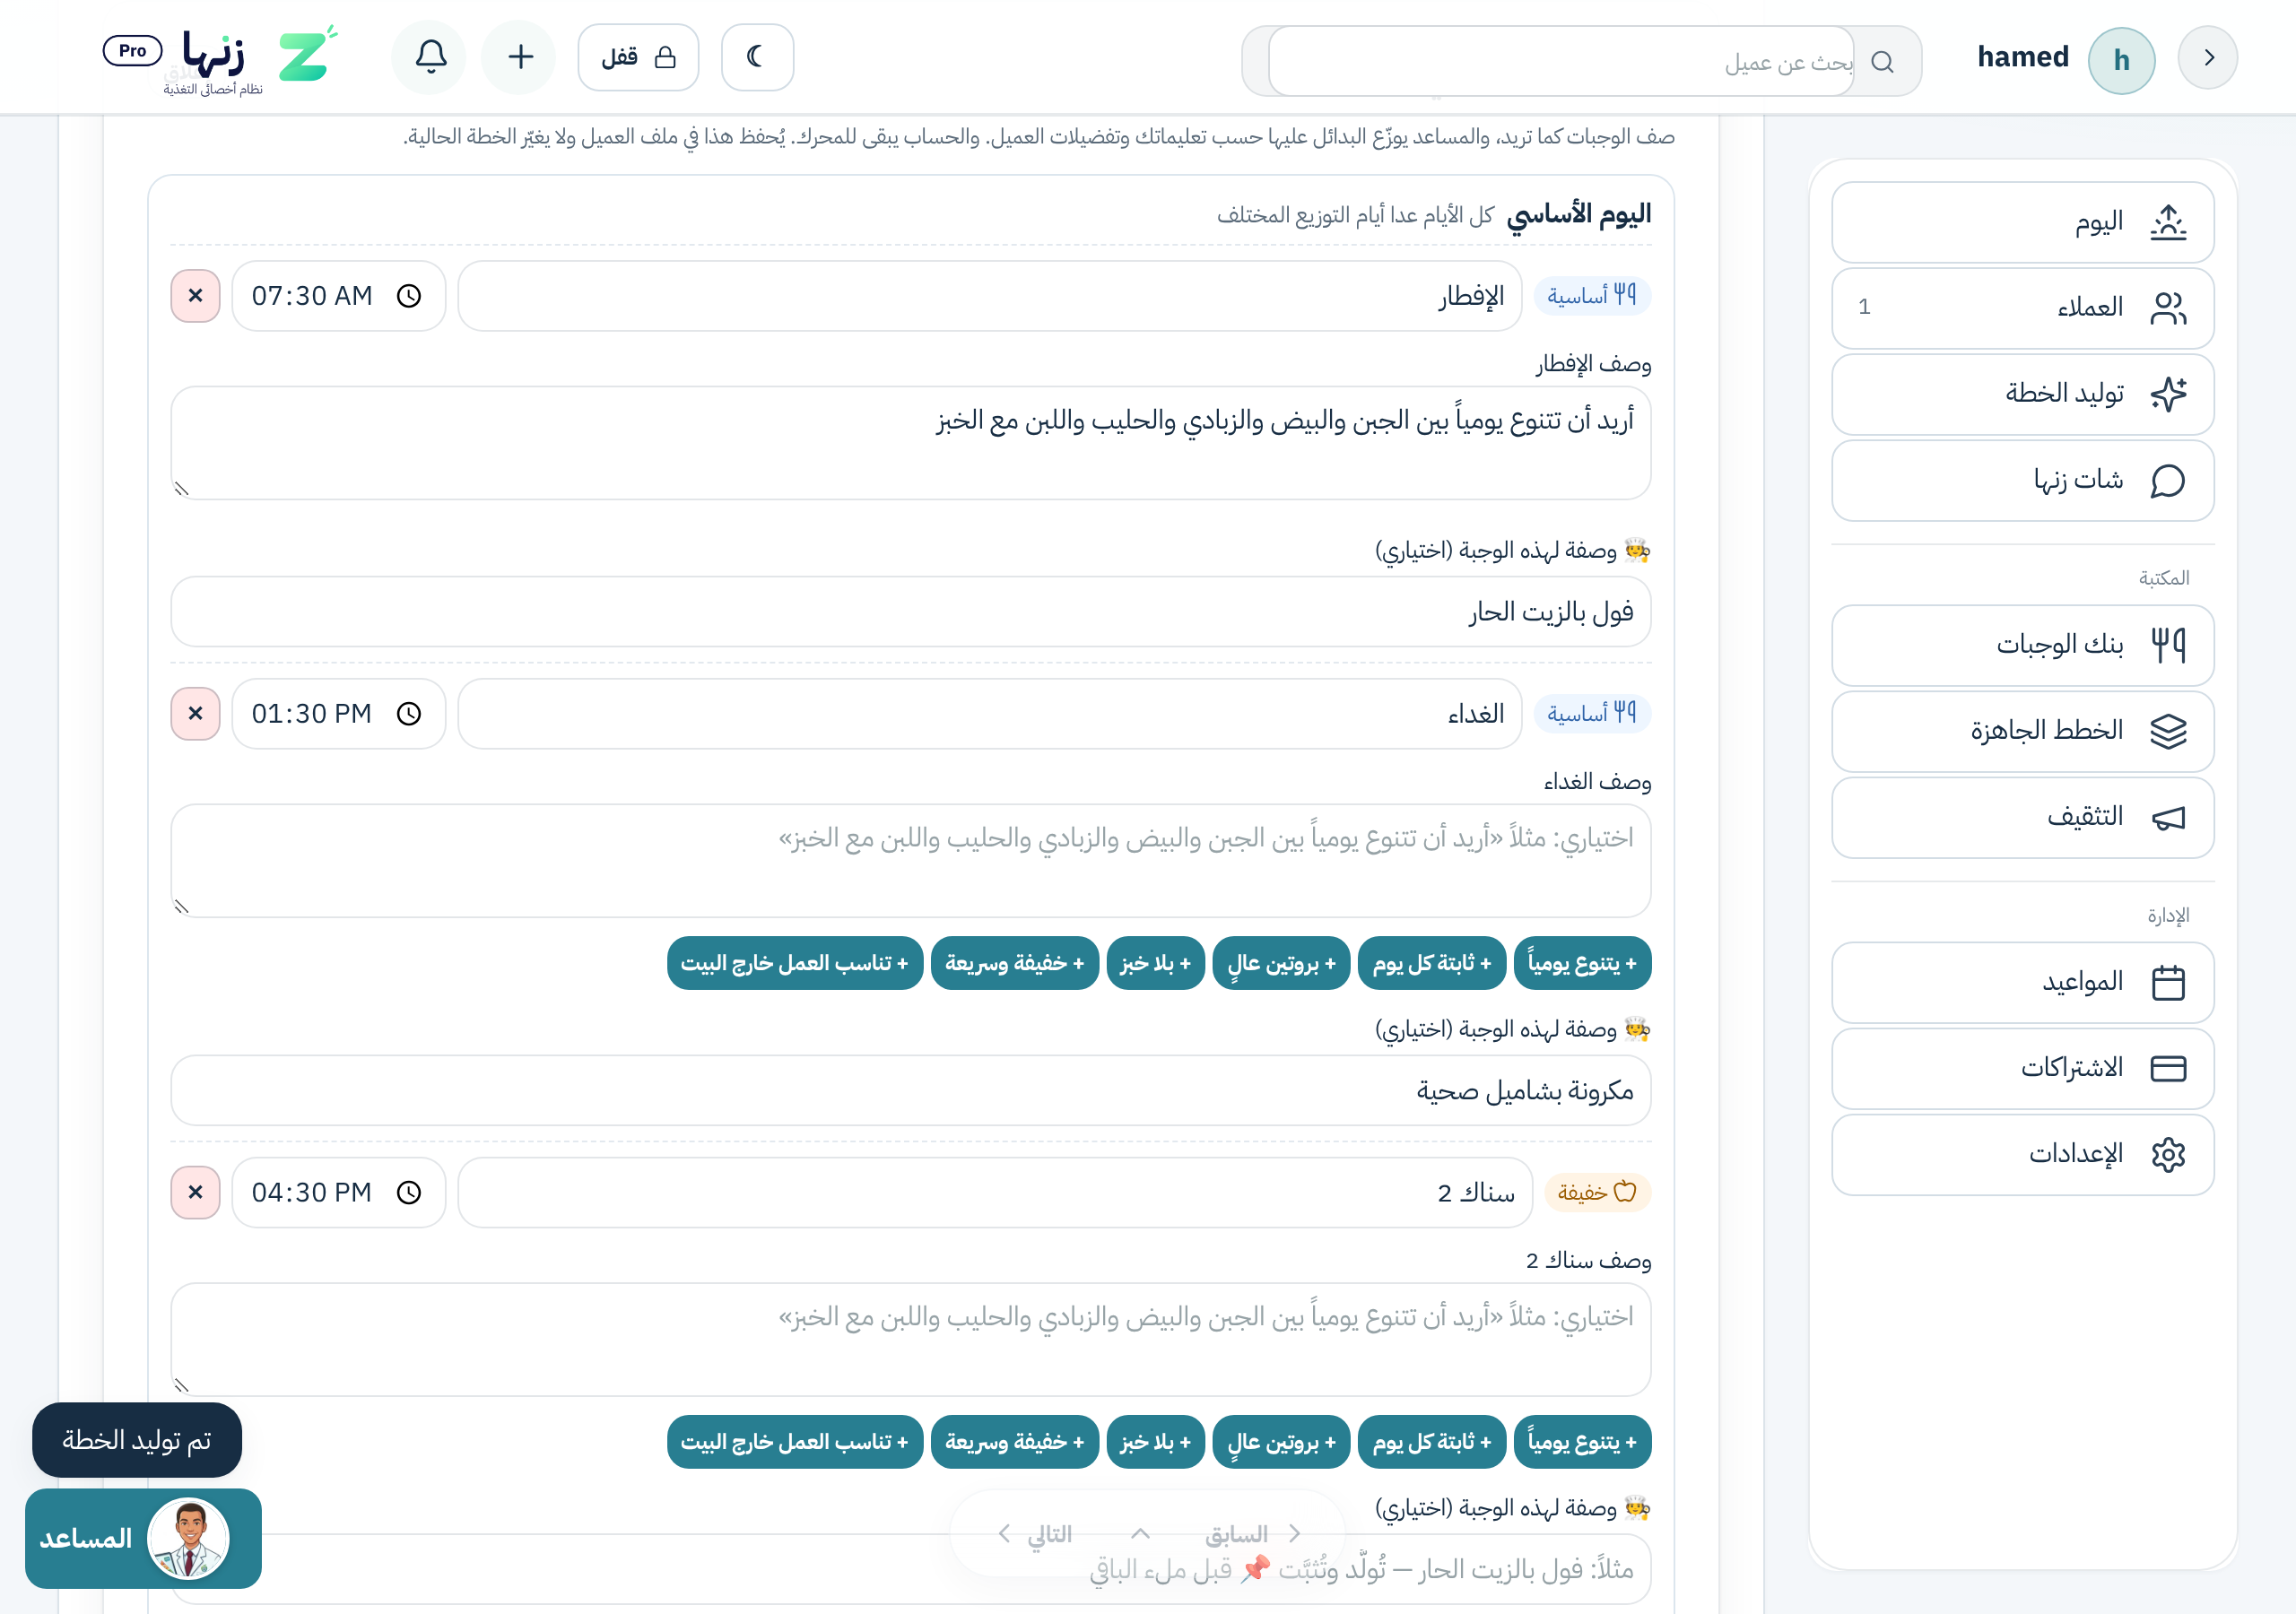 hamed
h
بحث عن عميل
قفل
زنها
Pro
نظام أخصائي التغذية
صف الوجبات كما تريد، والمساعد يوزّع البدائل عليها حسب تعليماتك وتفضيلات العميل. والحساب يبقى للمحرك. يُحفظ هذا في ملف العميل ولا يغيّر الخطة الحالية.
اليوم
العملاء
1
توليد الخطة
شات زنها
المكتبة
بنك الوجبات
الخطط الجاهزة
التثقيف
الإدارة
المواعيد
الاشتراكات
الإعدادات
اليوم الأساسي كل الأيام عدا أيام التوزيع المختلف
أساسية
الإفطار
07:30 AM
وصف الإفطار
أريد أن تتنوع يومياً بين الجبن والبيض والزبادي والحليب واللبن مع الخبز
وصفة لهذه الوجبة (اختياري)
فول بالزيت الحار
أساسية
الغداء
01:30 PM
وصف الغداء
اختياري: مثلاً «أريد أن تتنوع يومياً بين الجبن والبيض والزبادي والحليب واللبن مع الخبز»
+ يتنوع يومياً
+ ثابتة كل يوم
+ بروتين عالٍ
+ بلا خبز
+ خفيفة وسريعة
+ تناسب العمل خارج البيت
وصفة لهذه الوجبة (اختياري)
مكرونة بشاميل صحية
خفيفة
سناك 2
04:30 PM
وصف سناك 2
اختياري: مثلاً «أريد أن تتنوع يومياً بين الجبن والبيض والزبادي والحليب واللبن مع الخبز»
+ يتنوع يومياً
+ ثابتة كل يوم
+ بروتين عالٍ
+ بلا خبز
+ خفيفة وسريعة
+ تناسب العمل خارج البيت
وصفة لهذه الوجبة (اختياري)
السابق
التالي
مثلاً: فول بالزيت الحار — تُولَّد وتُثبَّت 📌 قبل ملء الباقي
تم توليد الخطة
المساعد